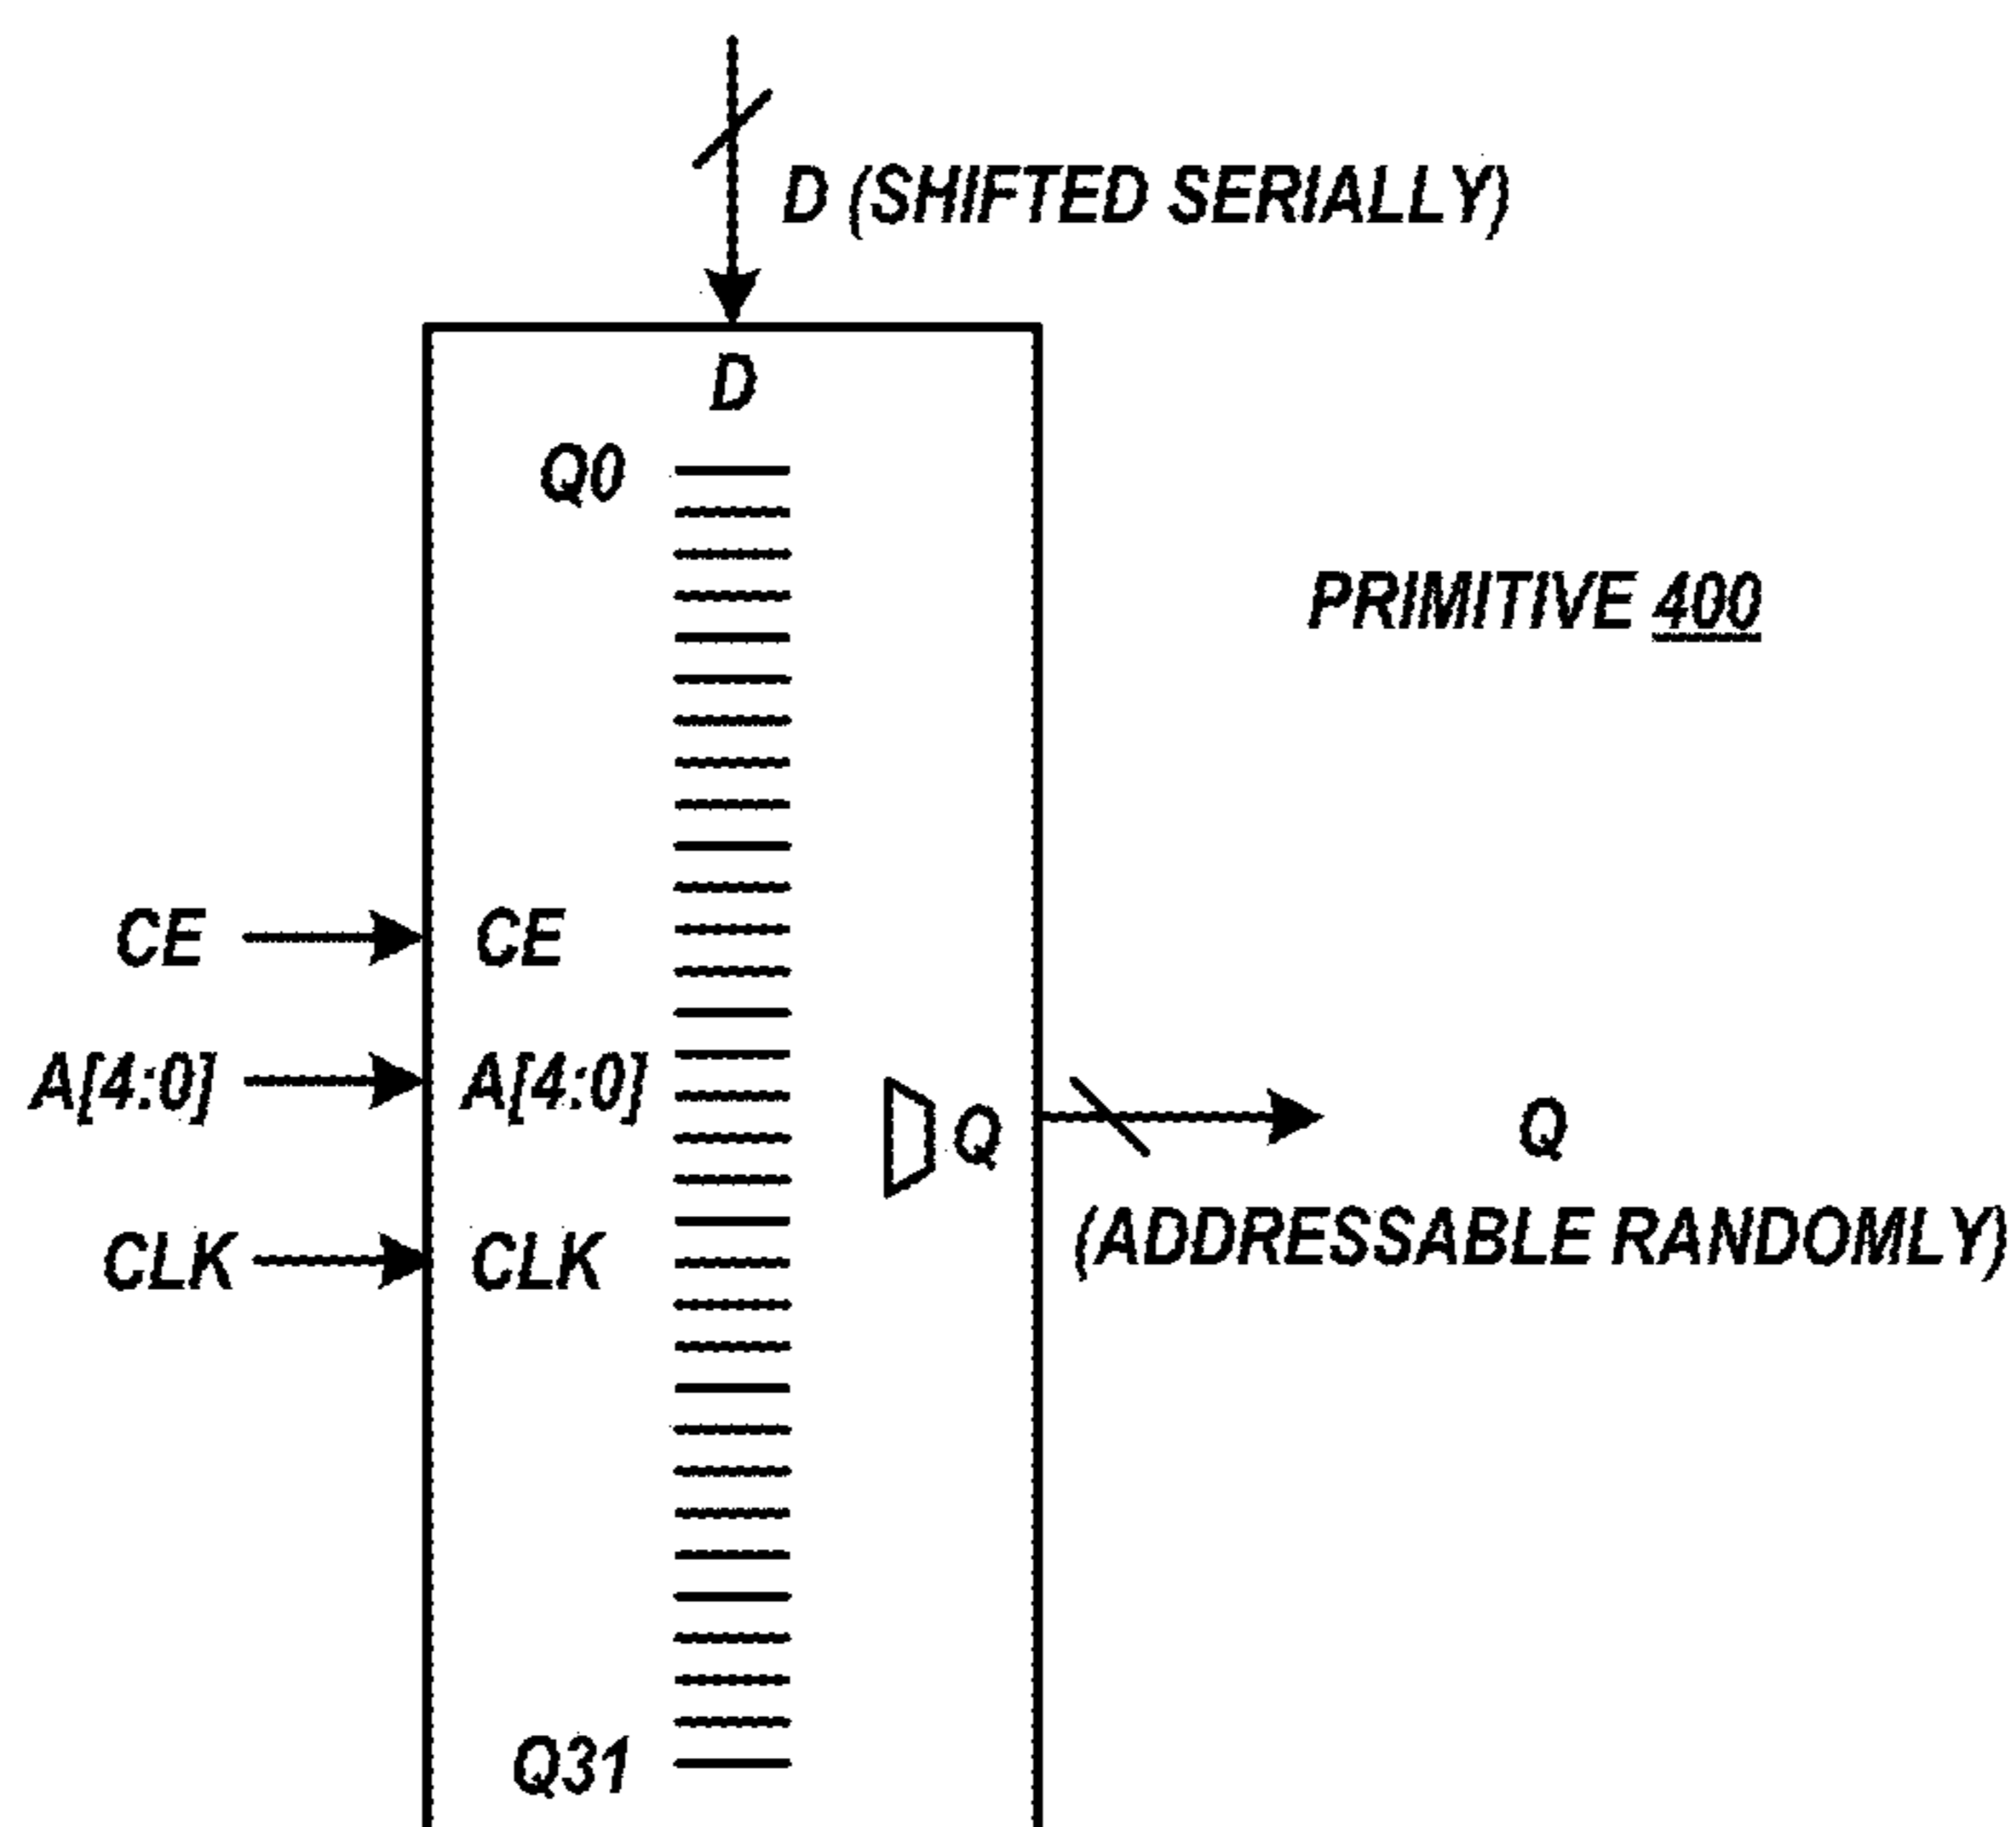 D (SHIFTED SERIALLY)
D
Q0
PRIMITIVE 400
CE CE
A[4:0] A[4:0]
Q Q
(ADDRESSABLE RANDOMLY)
CLK CLK
Q31